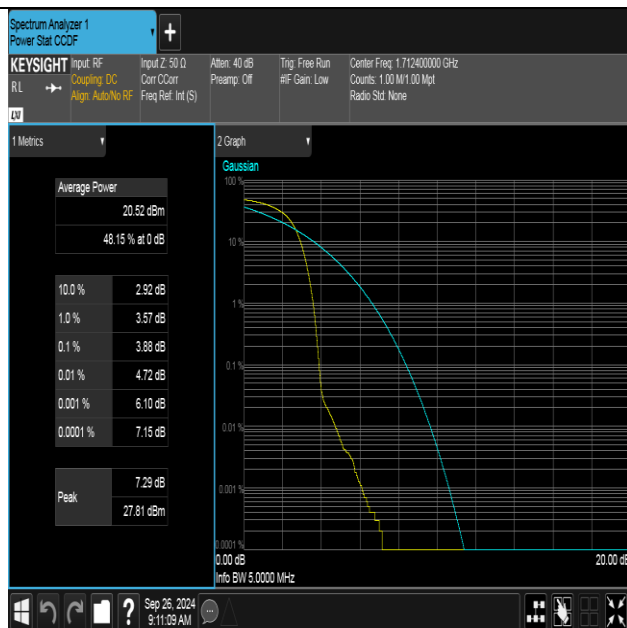 Spectrum Analyzer 1
Power Stat CCDF
+
KEYSIGHT
RL
LXI
Input: RF
Coupling: DC
Align: Auto/No RF
Input Z: 50 Ω
Corr CCorr
Freq Ref: Int (S)
Atten: 40 dB
Preamp: Off
Trig: Free Run
#IF Gain: Low
Center Freq: 1.712400000 GHz
Counts: 1.00 M/1.00 Mpt
Radio Std: None
1 Metrics
Average Power
20.52 dBm
48.15 % at 0 dB
10.0 % 2.92 dB
1.0 % 3.57 dB
0.1 % 3.88 dB
0.01 % 4.72 dB
0.001 % 6.10 dB
0.0001 % 7.15 dB
Peak
7.29 dB
27.81 dBm
2 Graph
Gaussian
100 %
10 %
1 %
0.1 %
0.01 %
0.001 %
0.0001 %
0.00 dB
20.00 dB
Info BW 5.0000 MHz
?
Sep 26, 2024
9:11:09 AM